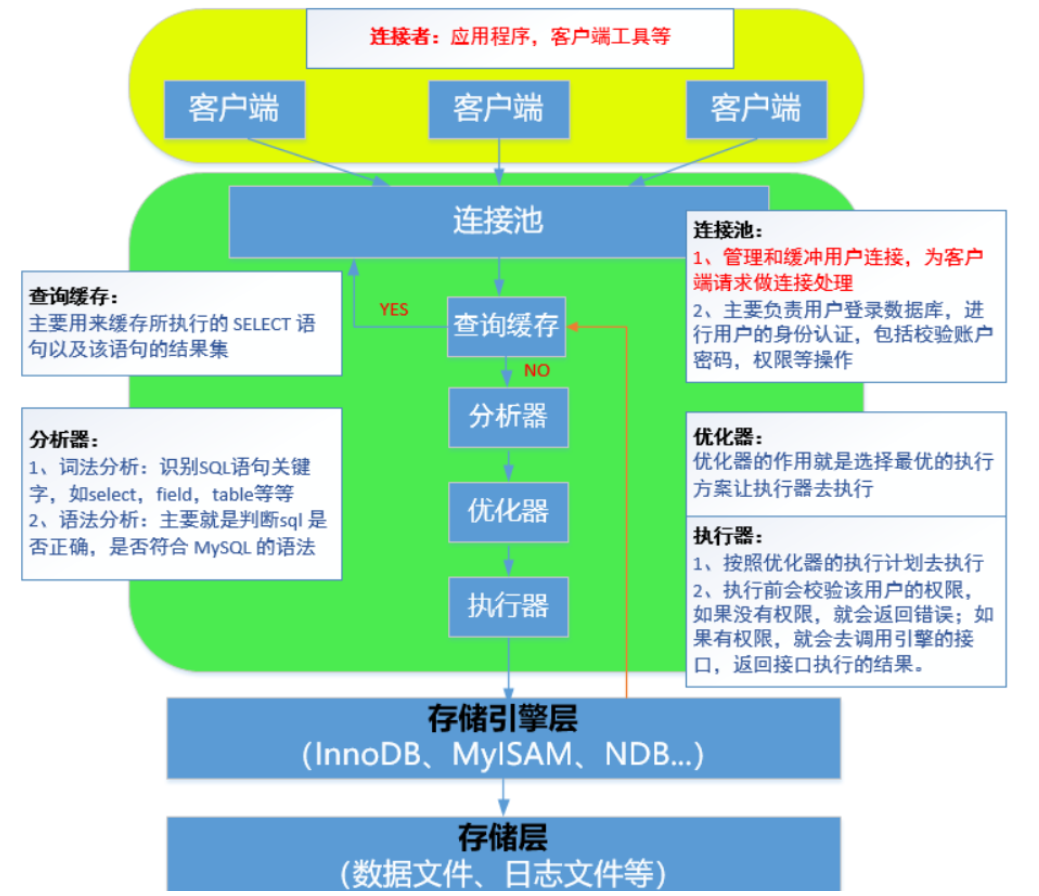 连接者：应用程序，客户端工具等
客户端
客户端
客户端
连接池
连接池：
1、管理和缓冲用户连接，为客户
端请求做连接处理
2、主要负责用户登录数据库，进
行用户的身份认证，包括校验账户
密码，权限等操作
查询缓存：
主要用来缓存所执行的 SELECT 语
句以及该语句的结果集
YES
查询缓存
NO
分析器
分析器：
1、词法分析：识别SQL语句关键
字，如select，field，table等等
2、语法分析：主要就是判断sql 是
否正确，是否符合 MySQL 的语法
优化器：
优化器的作用就是选择最优的执行
方案让执行器去执行
优化器
执行器：
1、按照优化器的执行计划去执行
2、执行前会校验该用户的权限，
如果没有权限，就会返回错误；如
果有权限，就会去调用引擎的接
口，返回接口执行的结果。
执行器
存储引擎层
（InnoDB、MyISAM、NDB...）
存储层
（数据文件、日志文件等）